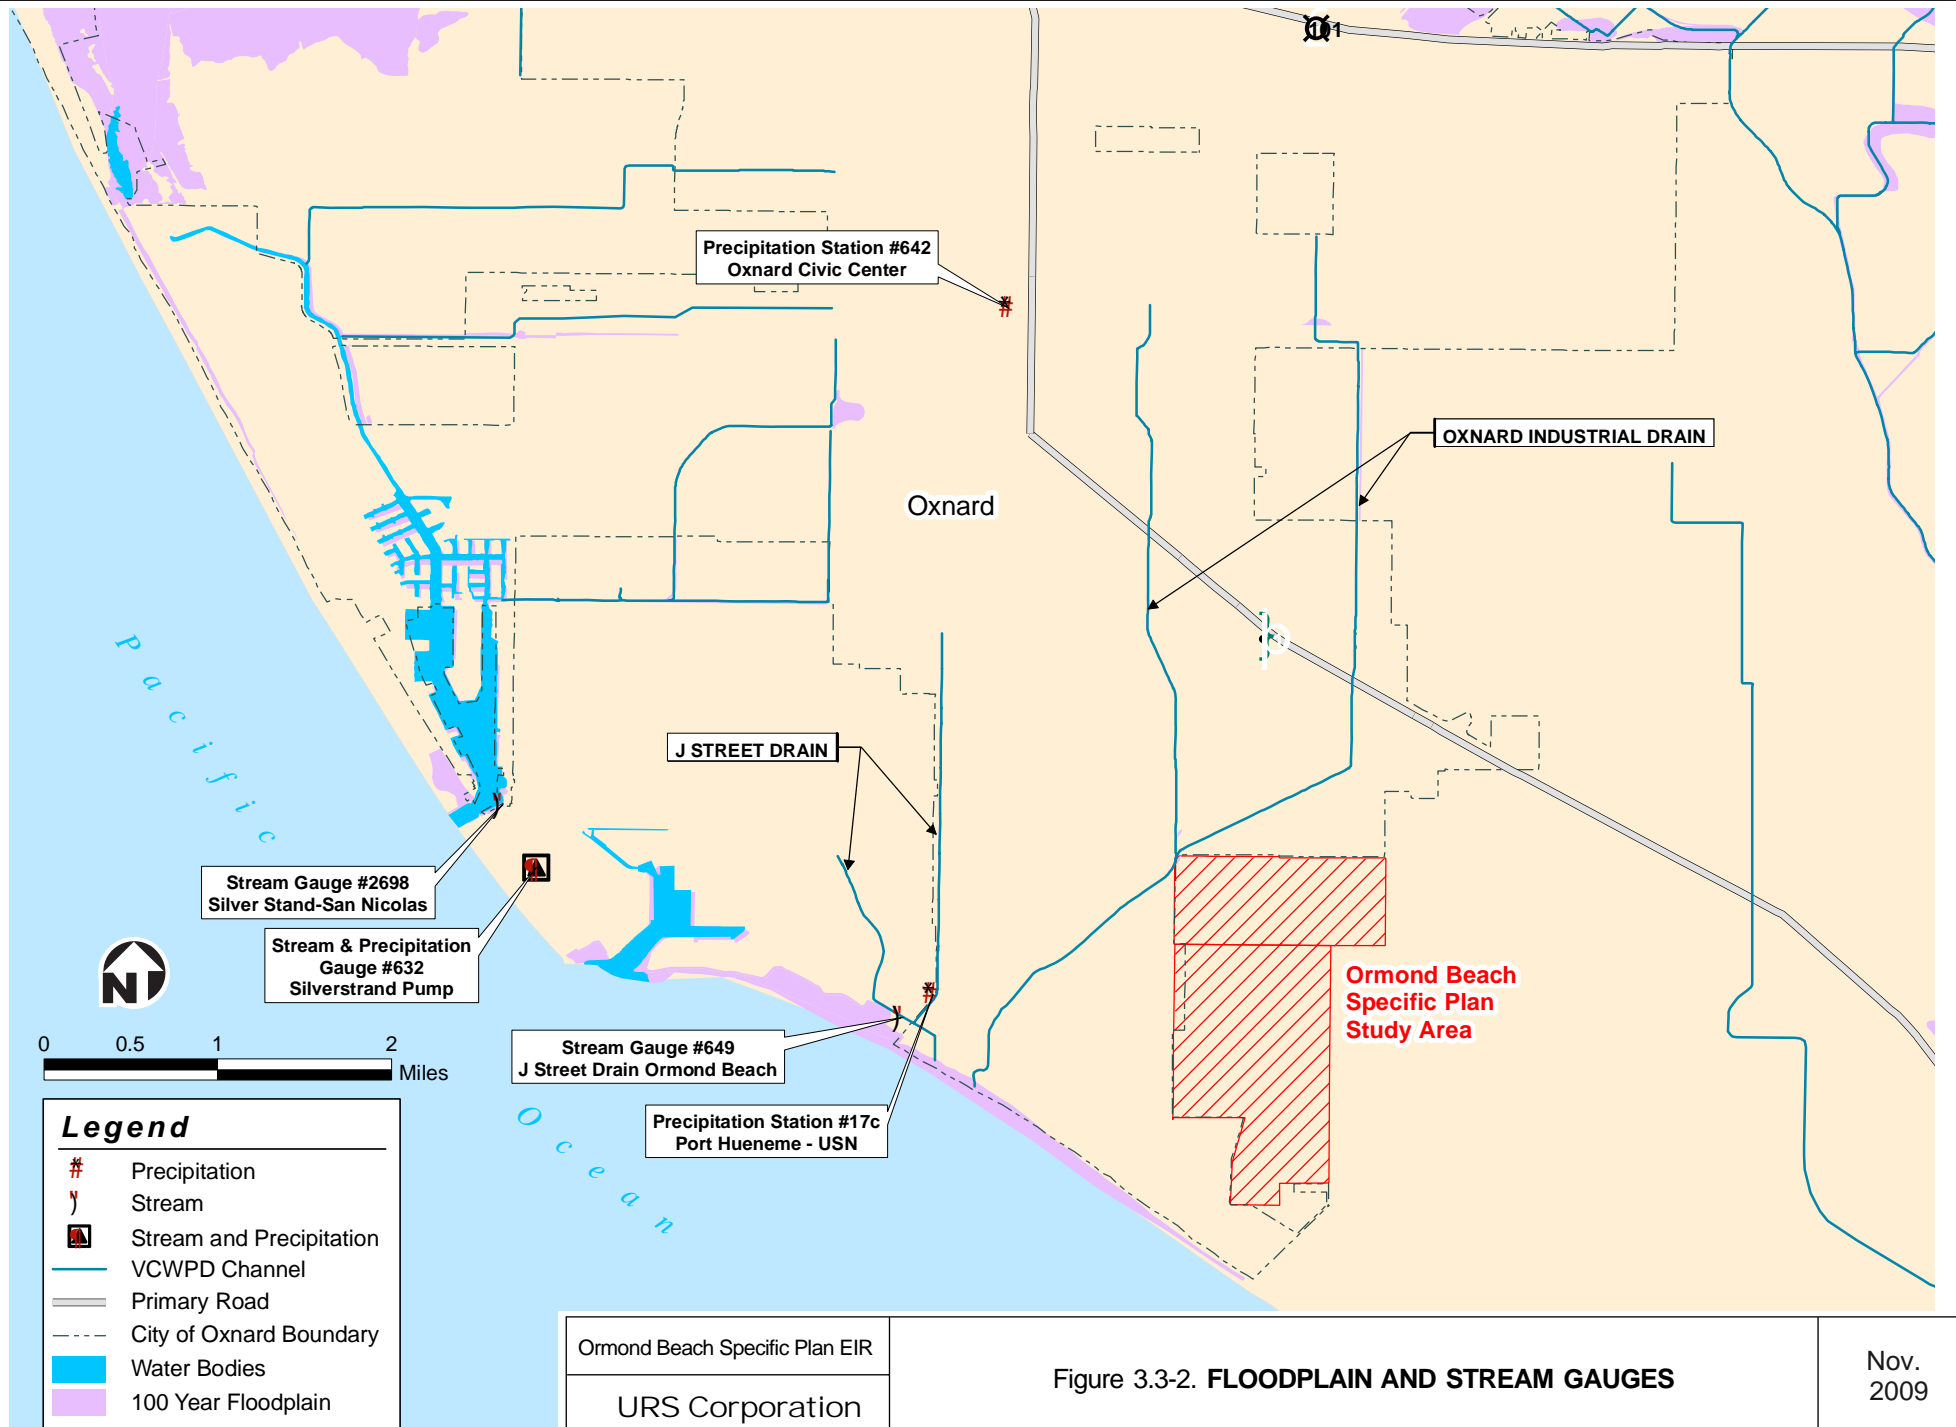 101
Precipitation Station #642
Oxnard Civic Center
OXNARD INDUSTRIAL DRAIN
Oxnard
Pacific
J STREET DRAIN
Stream Gauge #2698
Silver Stand-San Nicolas
Stream & Precipitation
Gauge #632
Silverstrand Pump
N
Ormond Beach
Specific Plan
Study Area
0 0.5 1 2
Miles
Stream Gauge #649
J Street Drain Ormond Beach
Precipitation Station #17c
Port Hueneme - USN
Ocean
Legend
Precipitation
Stream
Stream and Precipitation
VCWPD Channel
Primary Road
City of Oxnard Boundary
Water Bodies
100 Year Floodplain
Ormond Beach Specific Plan EIR
URS Corporation
Figure 3.3-2. FLOODPLAIN AND STREAM GAUGES
Nov.
2009